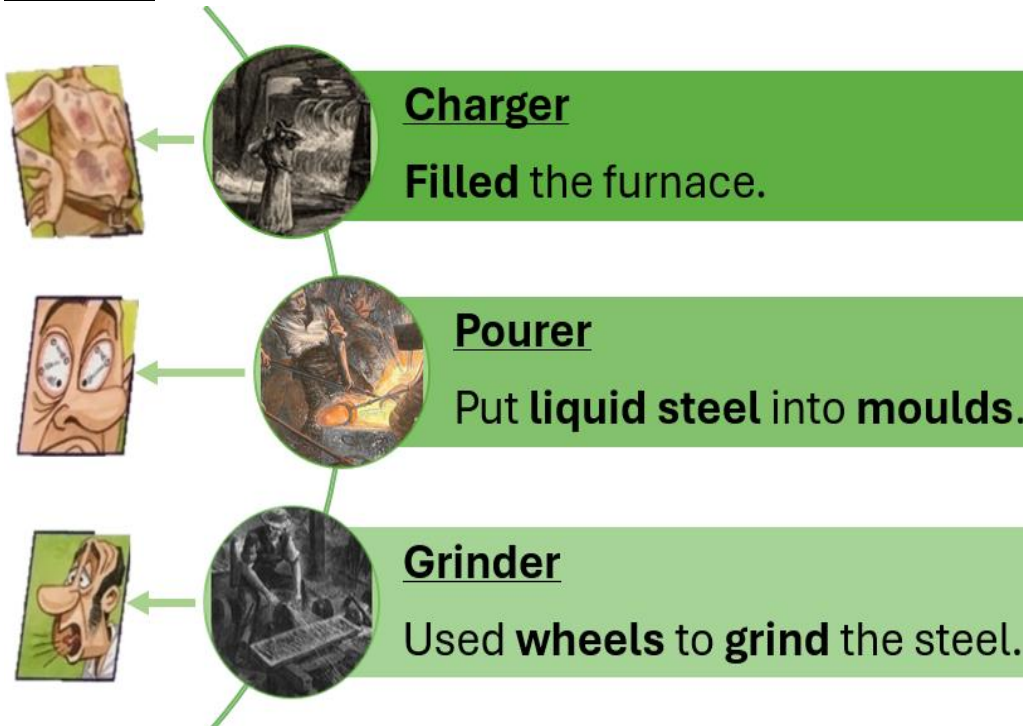 Charger
Filled the furnace.
Pourer
Put liquid steel into moulds.
Grinder
Used wheels to grind the steel.